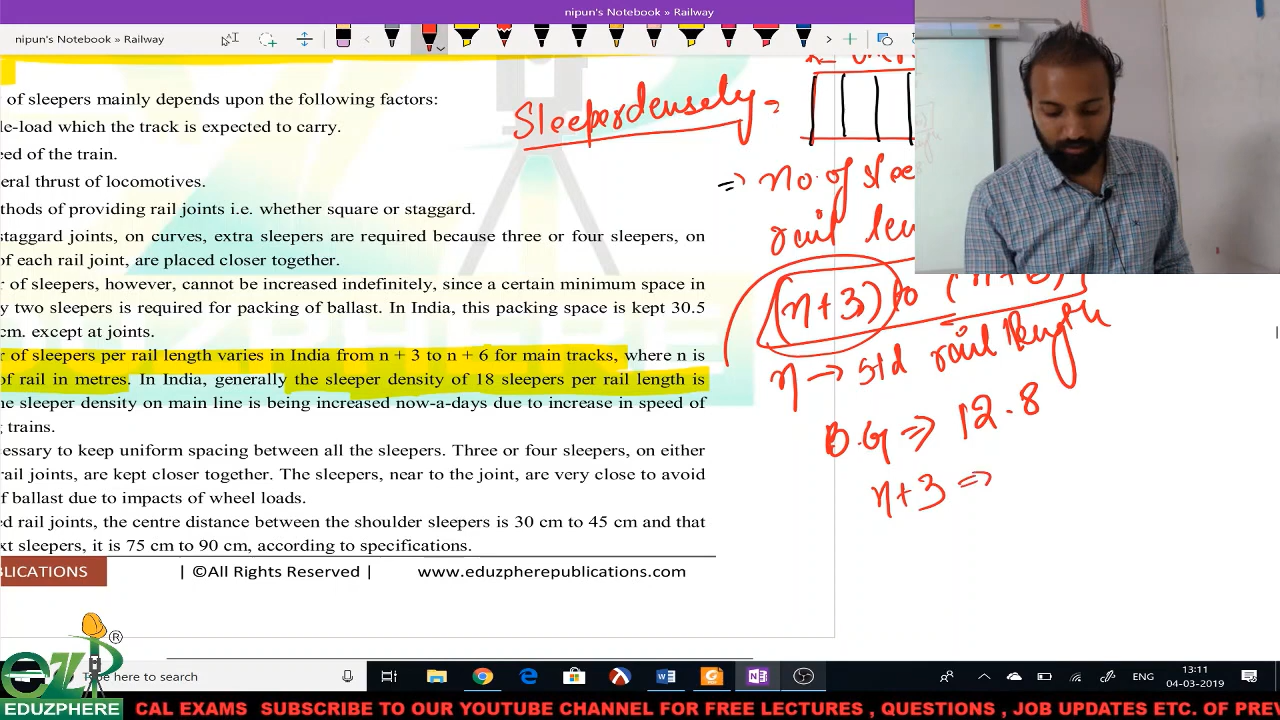 nipun's Notebook » Railway
nipun's Notebook » Railway
of sleepers mainly depends upon the following factors:
le-load which the track is expected to carry.
eed of the train.
eral thrust of locomotives.
thods of providing rail joints i.e. whether square or staggard.
staggard joints, on curves, extra sleepers are required because three or four sleepers, on
of each rail joint, are placed closer together.
r of sleepers, however, cannot be increased indefinitely, since a certain minimum space in
y two sleepers is required for packing of ballast. In India, this packing space is kept 30.5
cm. except at joints.
r of sleepers per rail length varies in India from n + 3 to n + 6 for main tracks, where n is
of rail in metres. In India, generally the sleeper density of 18 sleepers per rail length is
ne sleeper density on main line is being increased now-a-days due to increase in speed of
g trains.
cessary to keep uniform spacing between all the sleepers. Three or four sleepers, on either
rail joints, are kept closer together. The sleepers, near to the joint, are very close to avoid
f ballast due to impacts of wheel loads.
ed rail joints, the centre distance between the shoulder sleepers is 30 cm to 45 cm and that
xt sleepers, it is 75 cm to 90 cm, according to specifications.
BLICATIONS | ©All Rights Reserved | www.eduzpherepublications.com
Sleeper densely =
=> no. of slee
rail len
(n+3) to (n+6)
n → std rail length
B.G => 12.8
n+3 =>
®
EZ
EDUZPHERE
pe here to search
ENG
13:11
04-03-2019
CAL EXAMS SUBSCRIBE TO OUR YOUTUBE CHANNEL FOR FREE LECTURES , QUESTIONS , JOB UPDATES ETC. OF PREV